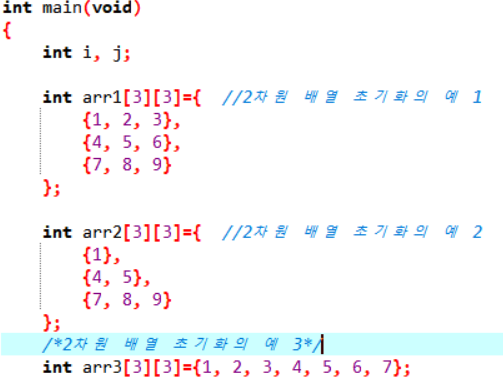 int main(void)
{
int i, j;
int arr1[3][3]={ //2차원 배열 초기화의 예 1
{1, 2, 3},
{4, 5, 6},
{7, 8, 9}
};
int arr2[3][3]={ //2차원 배열 초기화의 예 2
{1},
{4, 5},
{7, 8, 9}
};
/*2차원 배열 초기화의 예 3*/
int arr3[3][3]={1, 2, 3, 4, 5, 6, 7};